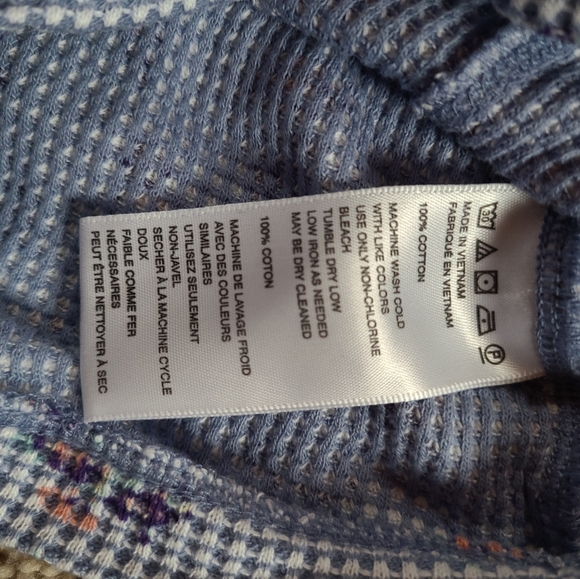 30
P
MADE IN VIETNAM
FABRIQUÉ EN VIETNAM
100% COTTON
MACHINE WASH COLD
WITH LIKE COLORS
USE ONLY NON-CHLORINE
BLEACH
TUMBLE DRY LOW
LOW IRON AS NEEDED
MAY BE DRY CLEANED
100% COTON
MACHINE DE LAVAGE FROID
AVEC DES COULEURS
SIMILAIRES
UTILISEZ SEULEMENT
NON-JAVEL
SECHER À LA MACHINE CYCLE
DOUX
FAIBLE COMME FER
NÉCESSAIRES
PEUT ÊTRE NETTOYER À SEC